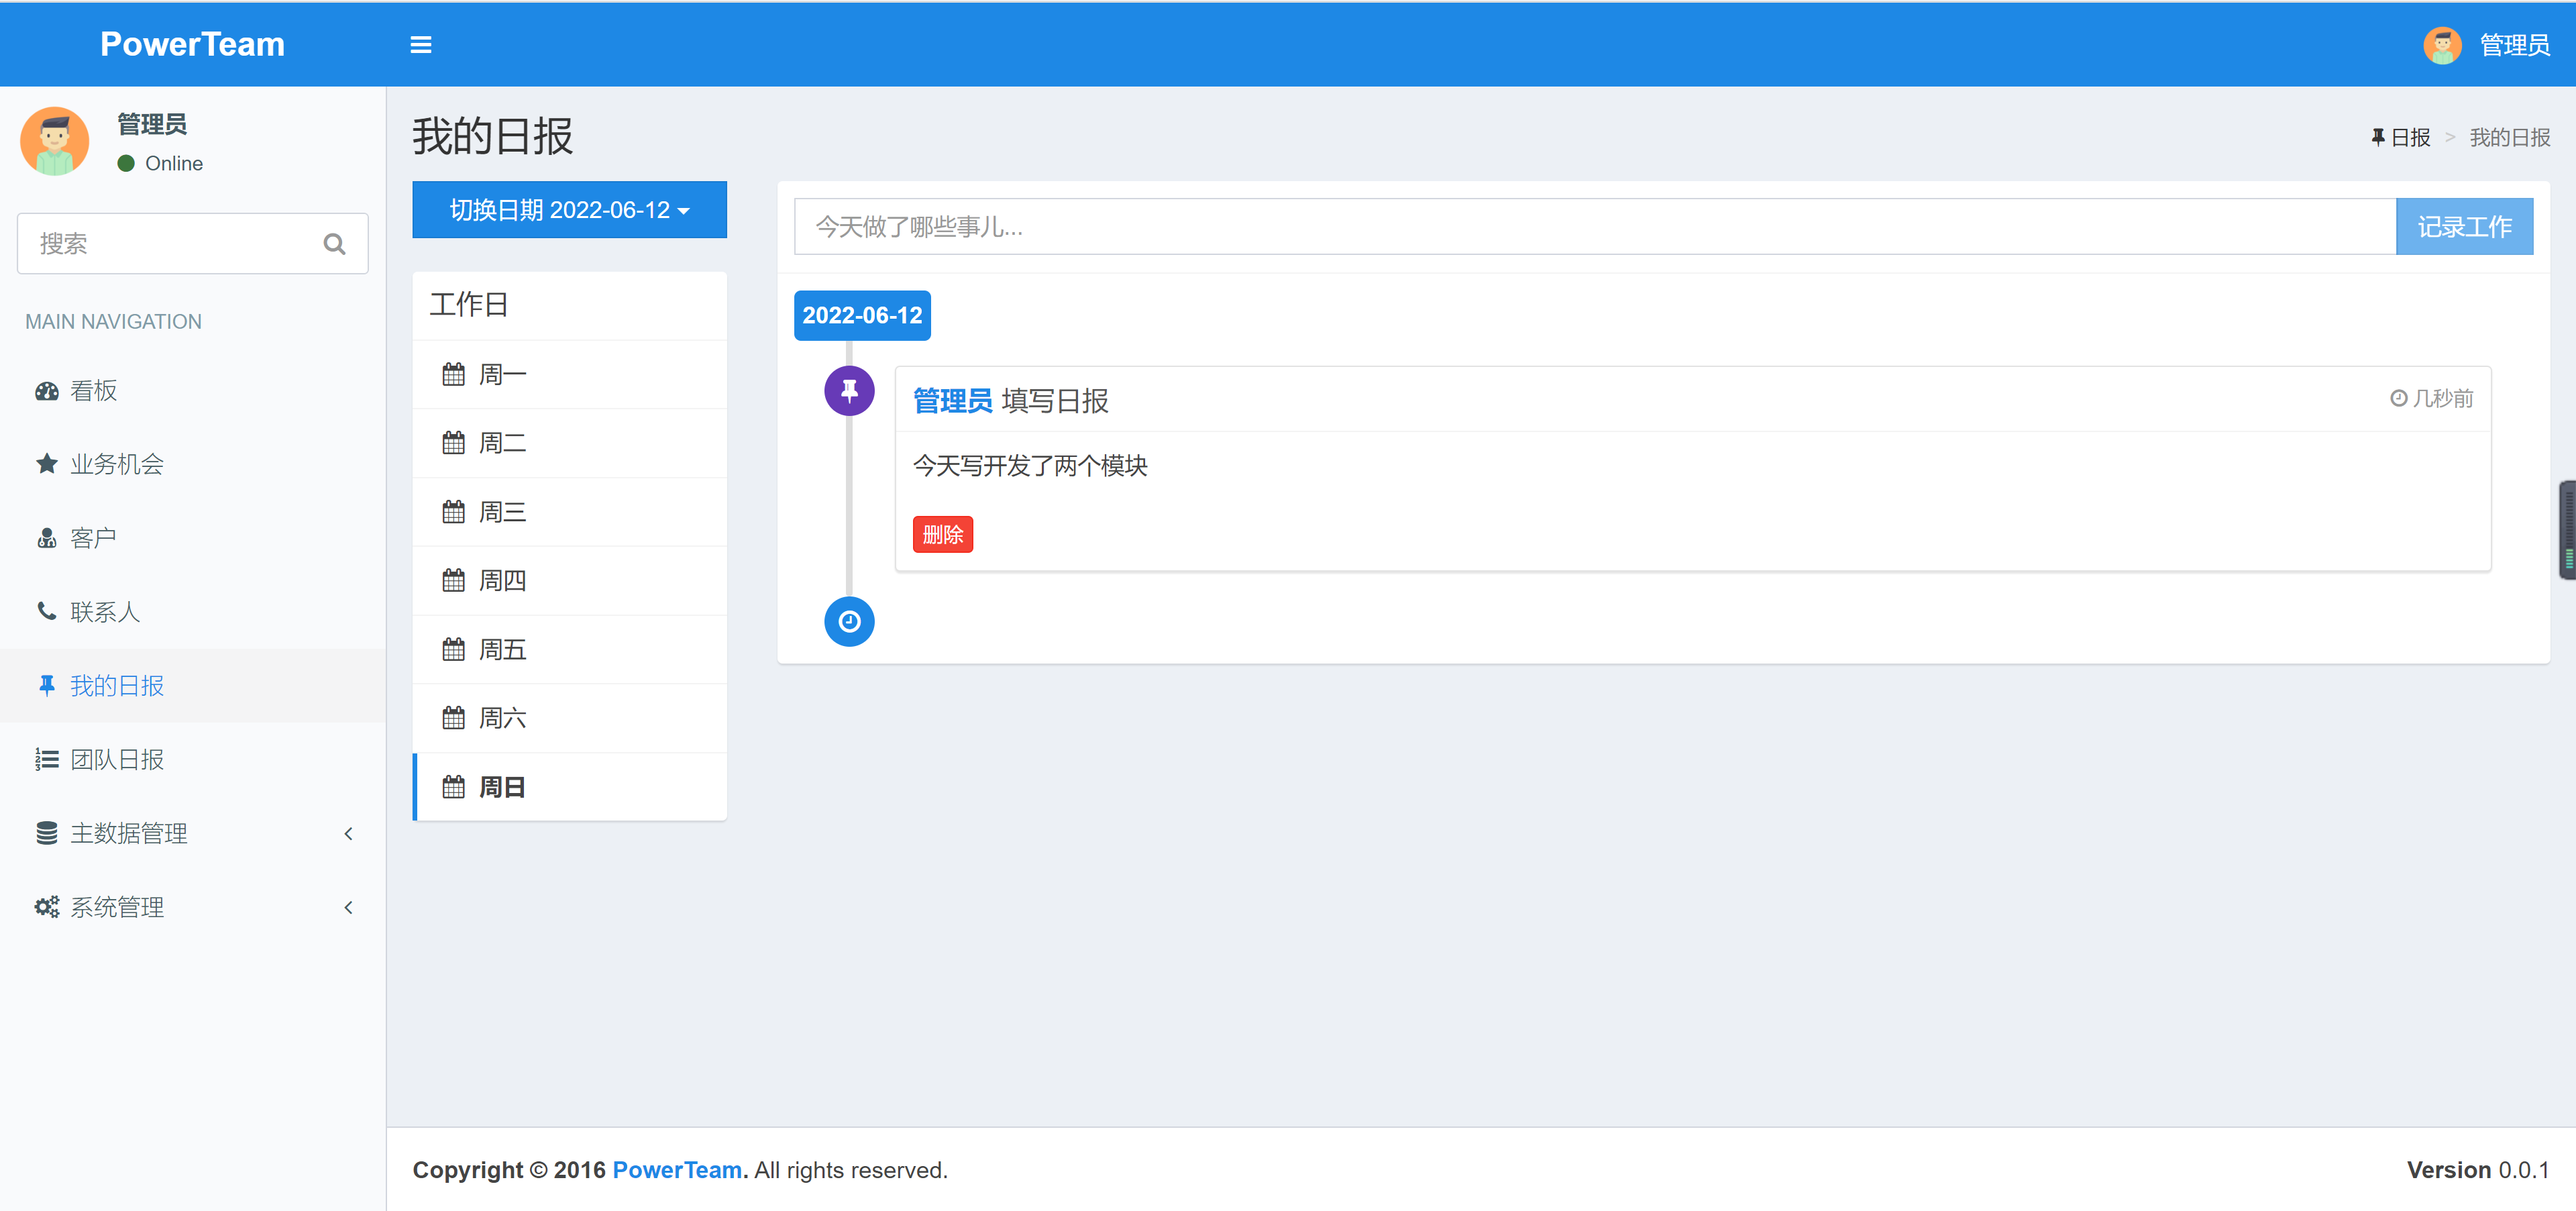 PowerTeam
管理员
管理员
Online
搜索
MAIN NAVIGATION
看板
业务机会
客户
联系人
我的日报
团队日报
主数据管理
系统管理
我的日报
日报 > 我的日报
切换日期 2022-06-12
工作日
周一
周二
周三
周四
周五
周六
周日
今天做了哪些事儿...
记录工作
2022-06-12
管理员 填写日报
几秒前
今天写开发了两个模块
删除
Copyright © 2016 PowerTeam. All rights reserved.
Version 0.0.1